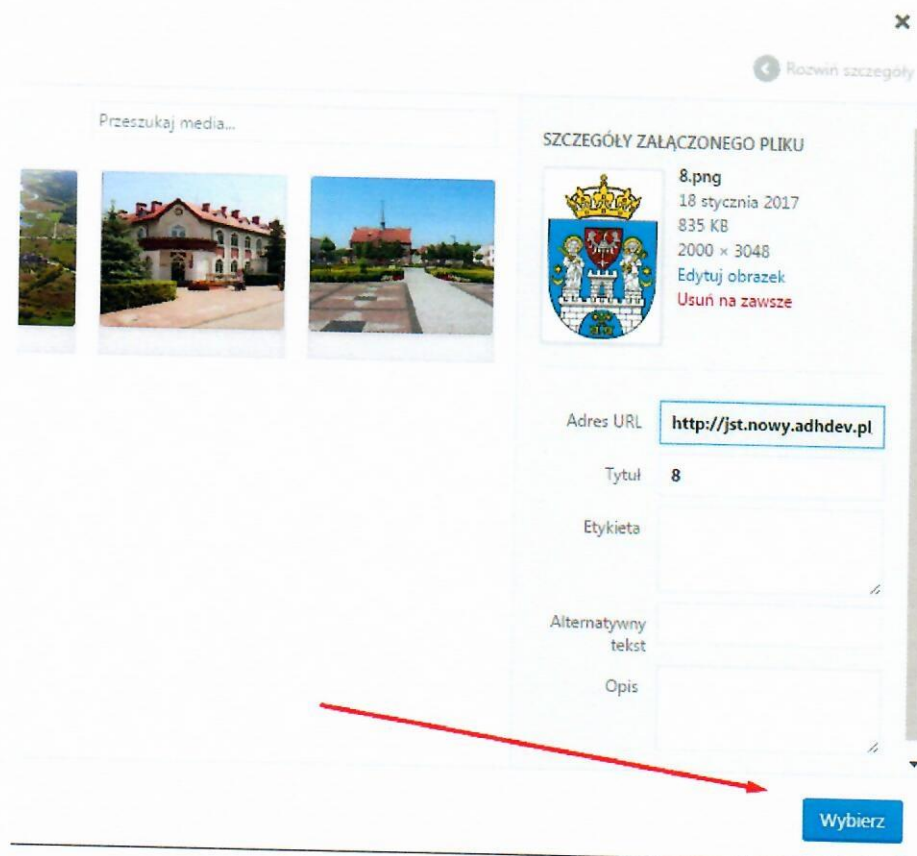 ×
Rozwiń szczegóły
Przeszukaj media...
SZCZEGÓŁY ZAŁĄCZONEGO PLIKU
8.png
18 stycznia 2017
835 KB
2000 × 3048
Edytuj obrazek
Usuń na zawsze
Adres URL
http://jst.nowy.adhdev.pl
Tytuł
8
Etykieta
Alternatywny
tekst
Opis
Wybierz